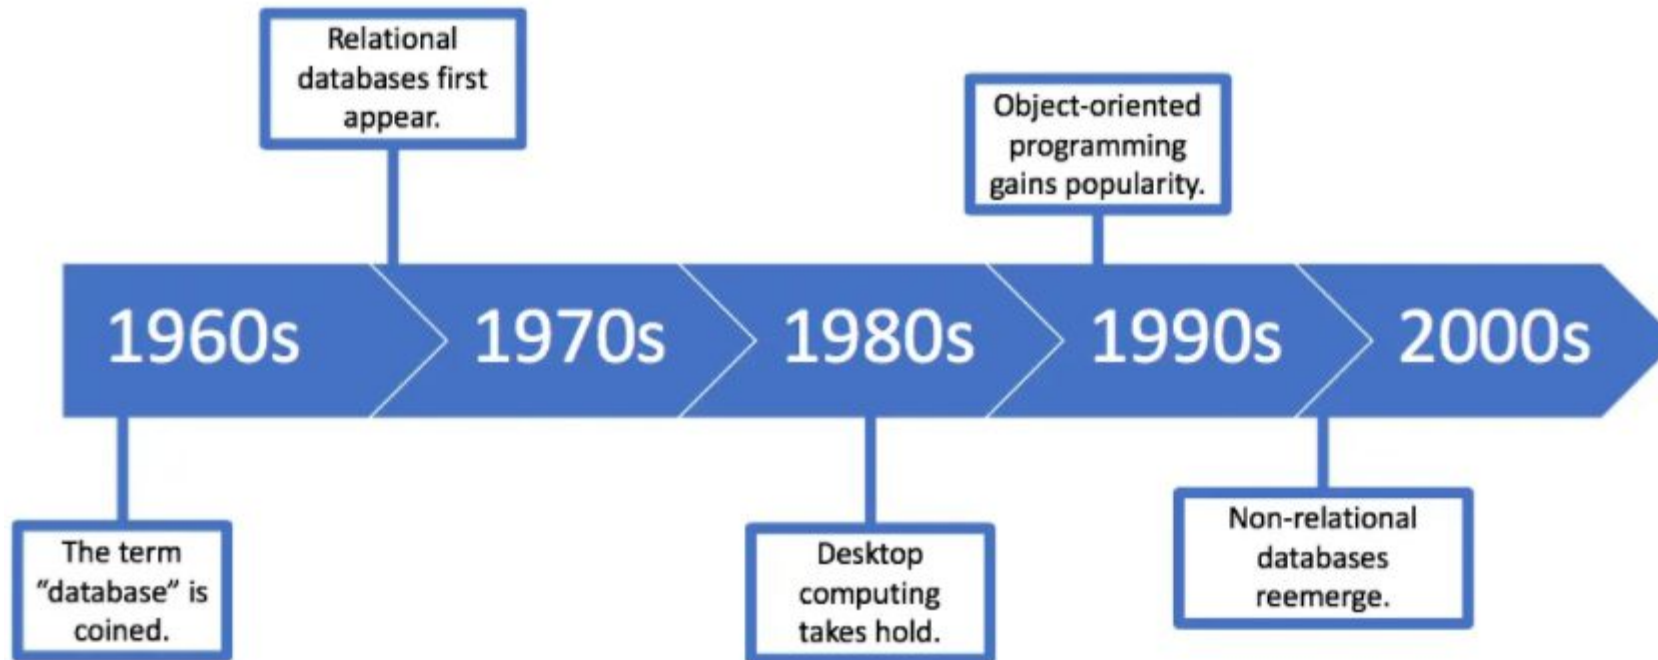 Relational
databases first
appear.
Object-oriented
programming
gains popularity.
1960s
1970s
1980s
1990s
2000s
The term
“database” is
coined.
Desktop
computing
takes hold.
Non-relational
databases
reemerge.